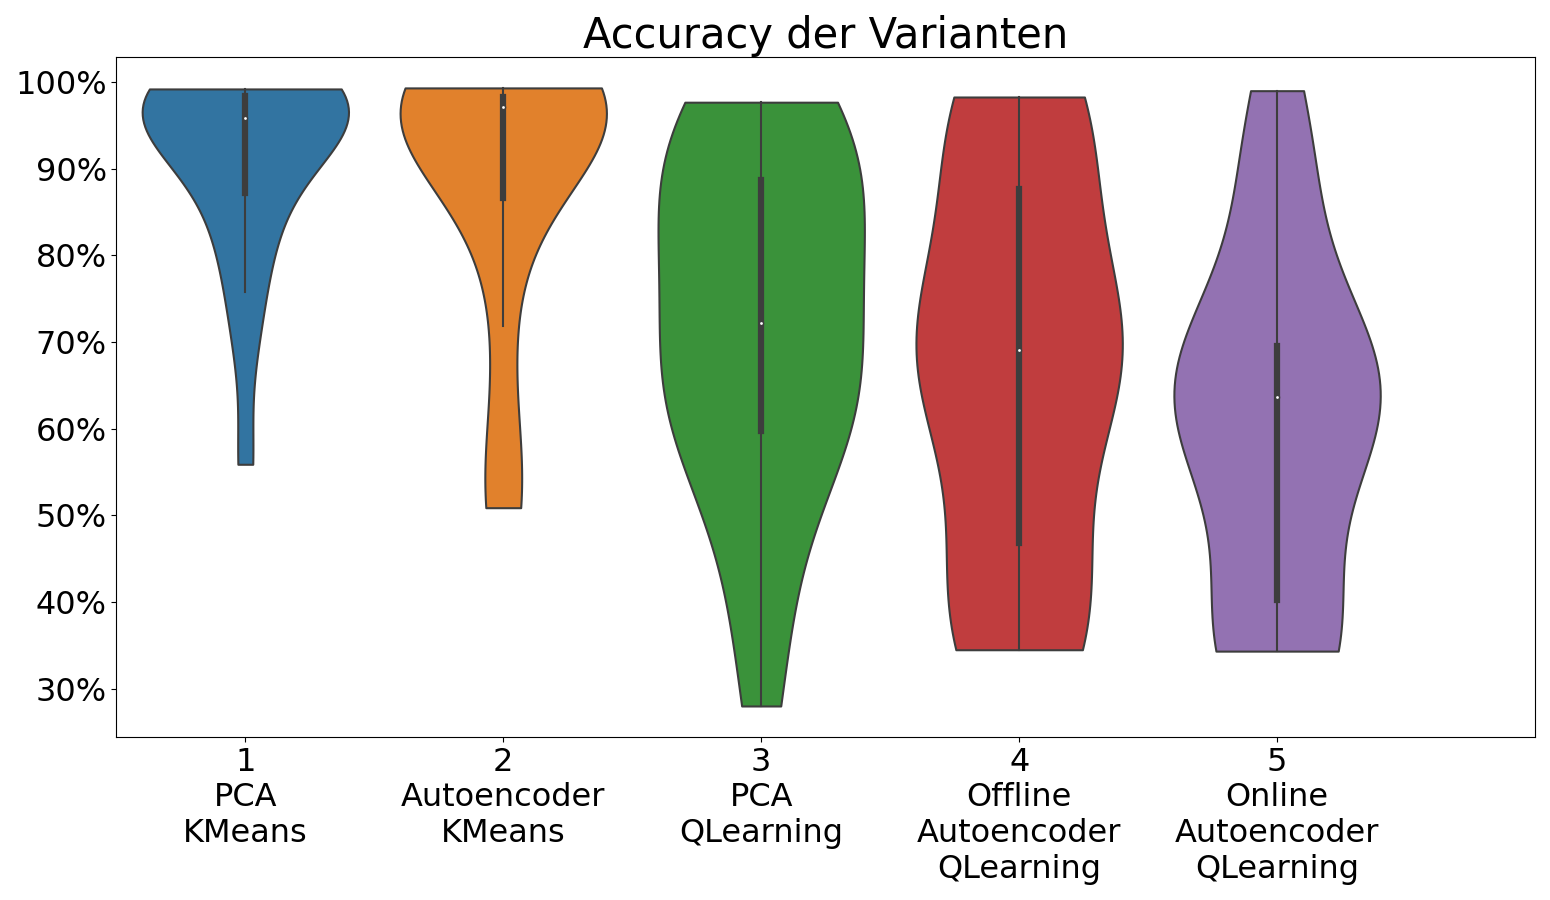 Accuracy der Varianten
100%
90%
80%
70%
60%
50%
40%
30%
1
PCA
KMeans
2
Autoencoder
KMeans
3
PCA
QLearning
4
Offline
Autoencoder
QLearning
5
Online
Autoencoder
QLearning